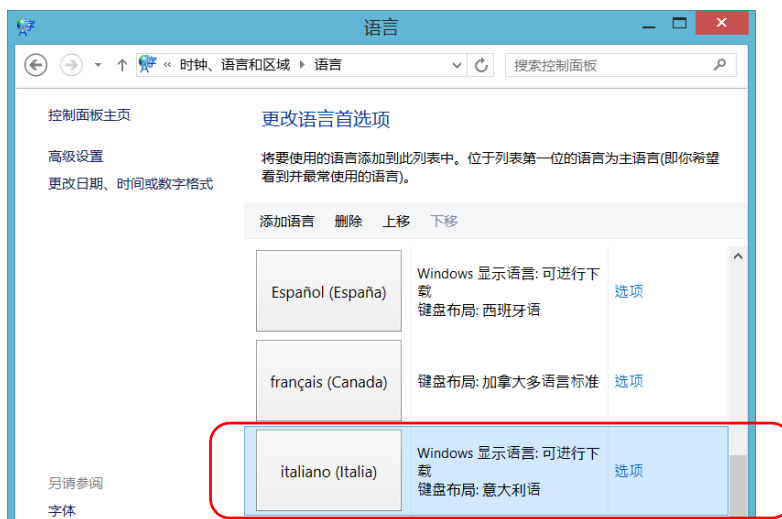 语言
« 时钟、语言和区域 ▸ 语言
搜索控制面板
控制面板主页
高级设置
更改日期、时间或数字格式
另请参阅
字体
更改语言首选项
将要使用的语言添加到此列表中。位于列表第一位的语言为主语言(即你希望
看到并最常使用的语言)。
添加语言 删除 上移 下移
Español (España)
Windows 显示语言: 可进行下
载
键盘布局: 西班牙语
选项
français (Canada)
键盘布局: 加拿大多语言标准
选项
italiano (Italia)
Windows 显示语言: 可进行下
载
键盘布局: 意大利语
选项